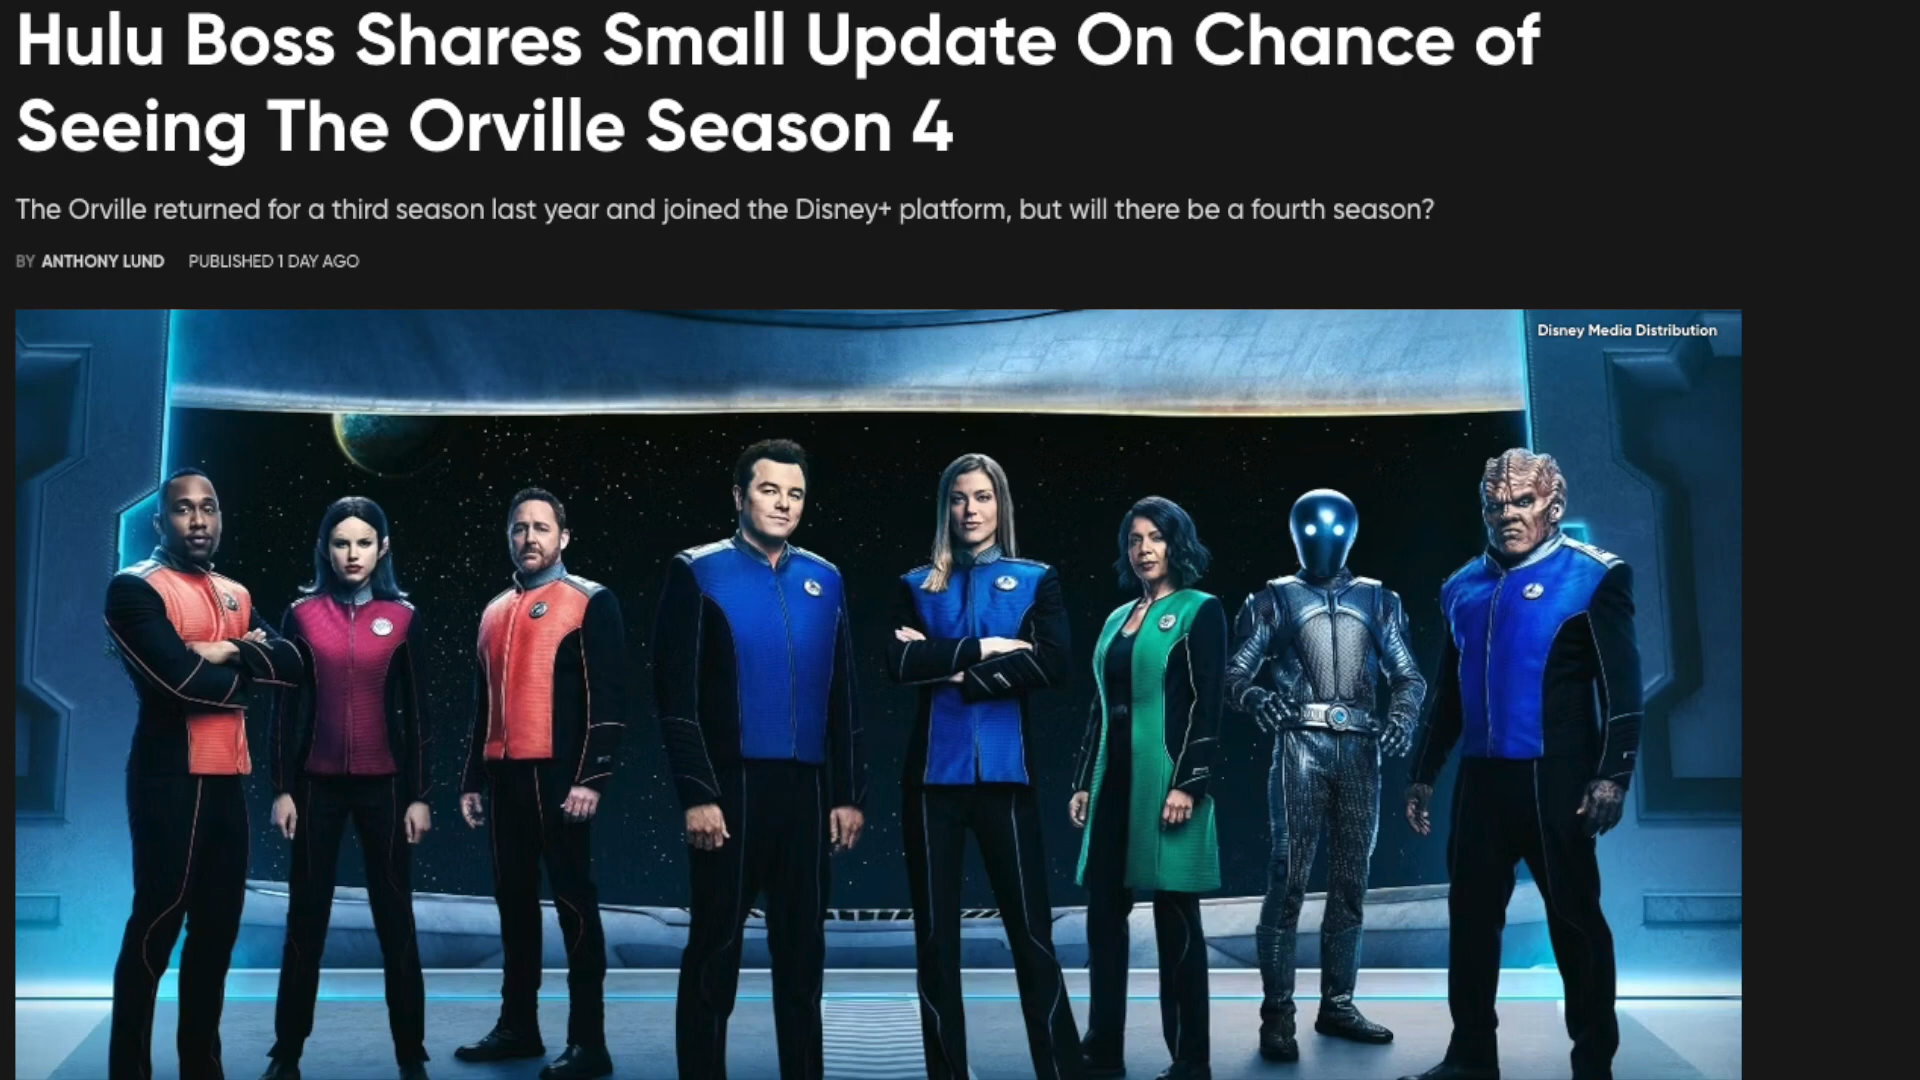 Hulu Boss Shares Small Update On Chance of
Seeing The Orville Season 4
The Orville returned for a third season last year and joined the Disney+ platform, but will there be a fourth season?
BY ANTHONY LUND PUBLISHED 1 DAY AGO
Disney Media Distribution